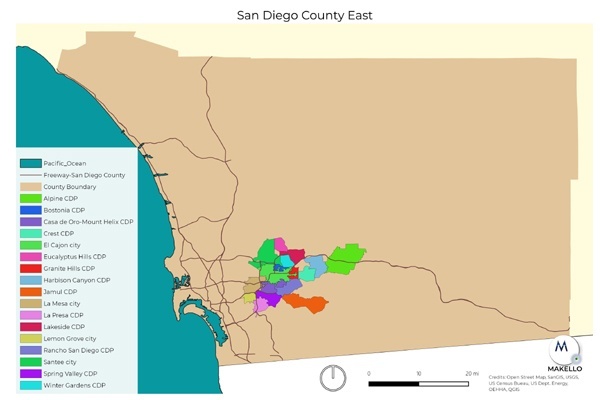 San Diego County East
Pacific_Ocean
Freeway-San Diego County
County Boundary
Alpine CDP
Bostonia CDP
Casa de Oro-Mount Helix CDP
Crest CDP
El Cajon city
Eucalyptus Hills CDP
Granite Hills CDP
Harbison Canyon CDP
Jamul CDP
La Mesa city
La Presa CDP
Lakeside CDP
Lemon Grove city
Rancho San Diego CDP
Santee city
Spring Valley CDP
Winter Gardens CDP
0 10 20 mi
M
MAKELLO
Credits: Open Street Map, SanGIS, USGS,
US Census Bureau, US Dept. Energy,
OEHHA, QGIS